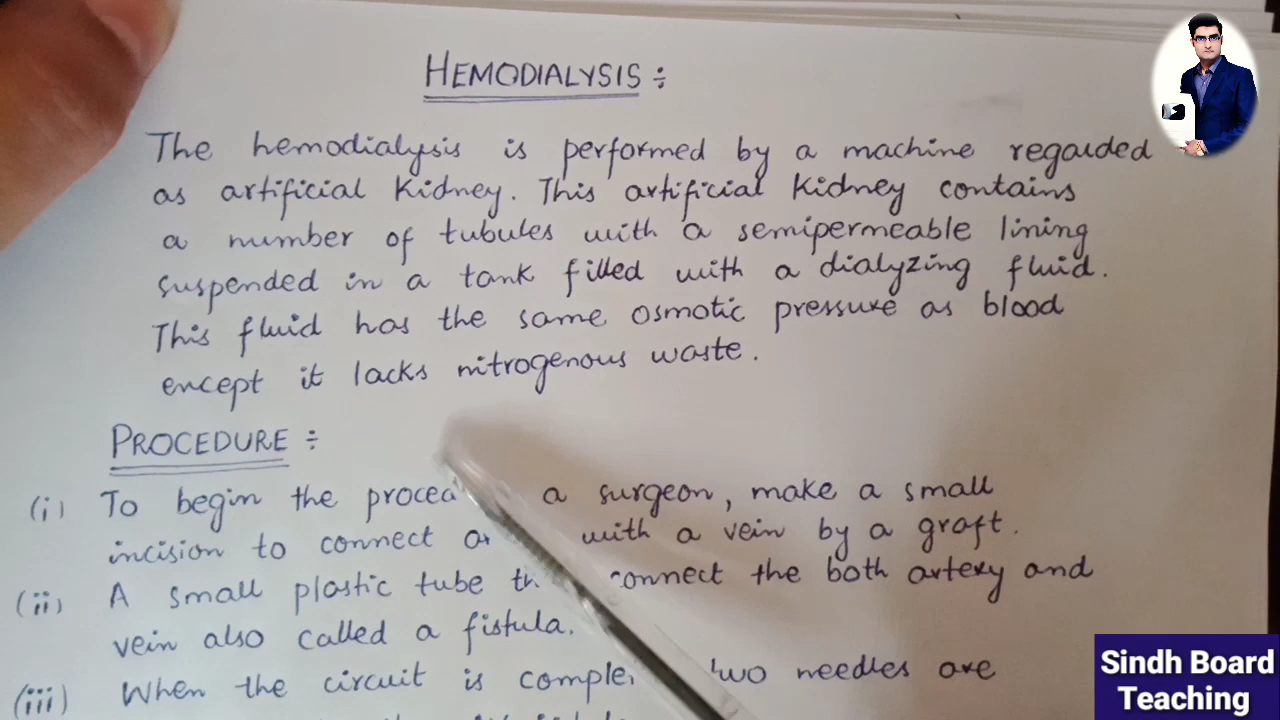 HEMODIALYSIS :
The hemodialysis is performed by a machine regarded
as artificial kidney. This artificial kidney contains
a number of tubules with a semipermeable lining
suspended in a tank filled with a dialyzing fluid.
This fluid has the same osmotic pressure as blood
except it lacks nitrogenous waste.
PROCEDURE :
(i) To begin the a surgeon, make a small
incision to connect with a vein by a graft.
(ii) A small plastic tube connect the both artery and
vein also called a fistula.
(iii) When the circuit is two needles are
Sindh Board
Teaching